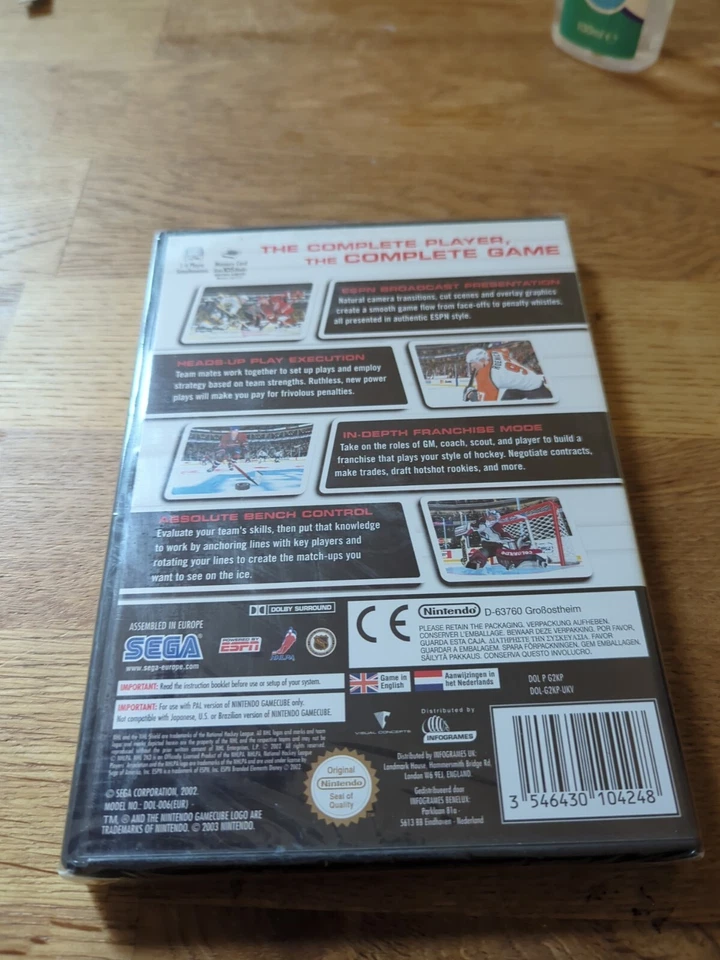 100ml e
THE COMPLETE PLAYER,
THE COMPLETE GAME
ESPN BROADCAST PRESENTATION
Natural camera transitions, cut scenes and overlay graphics
create a smooth game flow from face-offs to penalty whistles,
all presented in authentic ESPN style.
HEADS-UP PLAY EXECUTION
Team mates work together to set up plays and employ
strategy based on team strengths. Ruthless, new power
plays will make you pay for frivolous penalties.
IN-DEPTH FRANCHISE MODE
Take on the roles of GM, coach, scout, and player to build a
franchise that plays your style of hockey. Negotiate contracts,
make trades, draft hotshot rookies, and more.
ABSOLUTE BENCH CONTROL
Evaluate your team's skills, then put that knowledge
to work by anchoring lines with key players and
rotating your lines to create the match-ups you
want to see on the ice.
DOLBY SURROUND
ASSEMBLED IN EUROPE
SEGA
www.sega-europe.com
POWERED BY
ESPN
NHLPA
CE
Nintendo D-63760 Großostheim
PLEASE RETAIN THE PACKAGING. VERPACKUNG AUFHEBEN.
CONSERVER L'EMBALLAGE. BEWAAR DEZE VERPAKKING. POR FAVOR,
GUARDA ESTA CAJA. ΔΙΑΤΗΡΗΣΤΕ ΤΗΝ ΣΥΣΚΕΥΑΣΙΑ. FAVOR
GUARDAR A EMBALAGEM. SPARA FÖRPACKNINGEN. GEM EMBALLAGEN.
SÄILYTÄ PAKKAUS. CONSERVA QUESTO INVOLUCRO.
IMPORTANT: Read the instruction booklet before use or setup of your system.
IMPORTANT: For use with PAL version of NINTENDO GAMECUBE only.
Not compatible with Japanese, U.S. or Brazilian version of NINTENDO GAMECUBE.
Game in
English
Aanwijzingen in
het Nederlands
DOL P G2KP
DOL-G2KP-UKV
VISUAL CONCEPTS
Distributed by
INFOGRAMES
Distributed by INFOGRAMES UK.
Landmark House, Hammersmith Bridge Rd.
London W6 9EJ, ENGLAND.
Gedistribueerd door
INFOGRAMES BENELUX:
Parklaan 81a -
5613 BB Eindhoven - Nederland
Original
Nintendo
Seal of
Quality
© SEGA CORPORATION, 2002.
MODEL NO.: DOL-006(EUR)
TM, ® AND THE NINTENDO GAMECUBE LOGO ARE
TRADEMARKS OF NINTENDO. © 2003 NINTENDO.
3 546430 104248